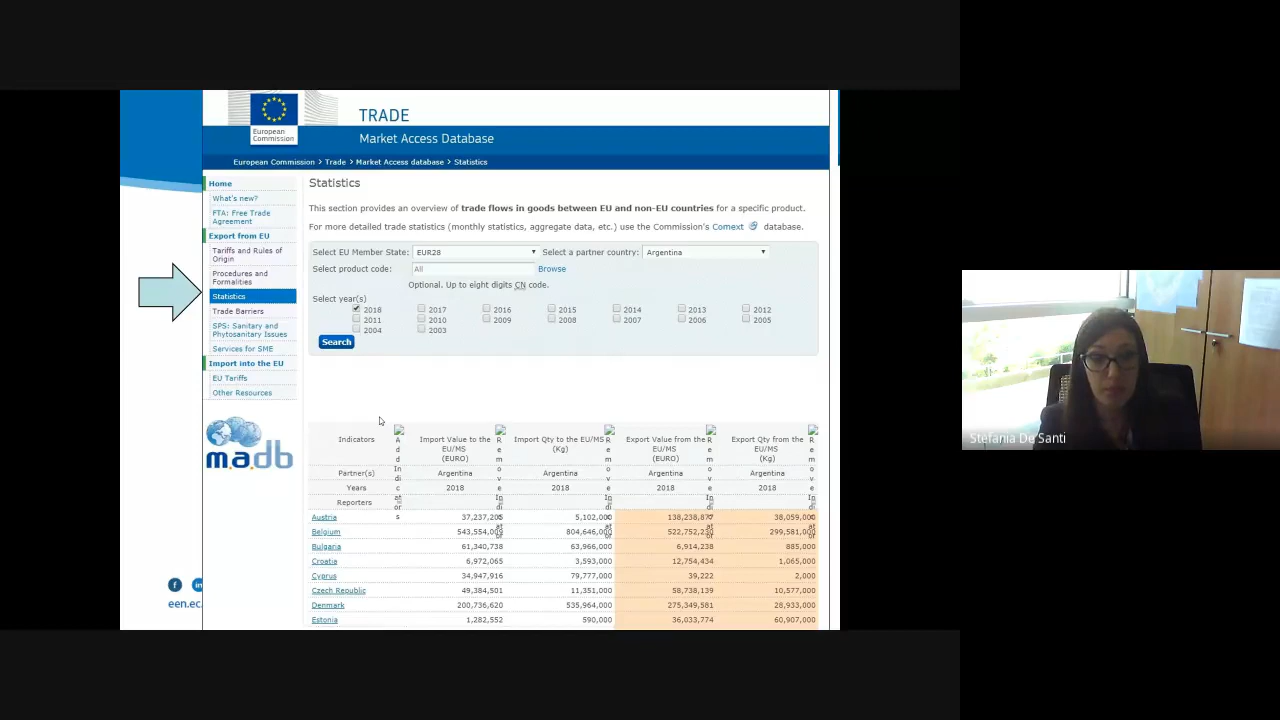 European
Commission
TRADE
Market Access Database
European Commission > Trade > Market Access database > Statistics
Home
What's new?
FTA: Free Trade
Agreement
Export from EU
Tariffs and Rules of
Origin
Procedures and
Formalities
Statistics
Trade Barriers
SPS: Sanitary and
Phytosanitary Issues
Services for SME
Import into the EU
EU Tariffs
Other Resources
madb
een.ec
Statistics
This section provides an overview of trade flows in goods between EU and non-EU countries for a specific product.
For more detailed trade statistics (monthly statistics, aggregate data, etc.) use the Commission's Comext database.
Select EU Member State: EUR28 Select a partner country: Argentina
Select product code: All Browse
Optional. Up to eight digits CN code.
Select year(s)
2018 2017 2016 2015 2014 2013 2012
2011 2010 2009 2008 2007 2006 2005
2004 2003
Search
Indicators Import Value to the EU/MS (EURO) Import Qty to the EU/MS (Kg) Export Value from the EU/MS (EURO) Export Qty from the EU/MS (Kg)
Partner(s) Argentina Argentina Argentina Argentina
Years 2018 2018 2018 2018
Reporters
Austria 37,237,205 5,102,000 138,238,877 38,059,000
Belgium 543,554,009 804,646,000 522,752,230 299,581,000
Bulgaria 61,340,738 63,966,000 6,914,238 885,000
Croatia 6,972,065 3,593,000 12,754,434 1,065,000
Cyprus 34,947,916 79,777,000 39,222 2,000
Czech Republic 49,384,501 11,351,000 58,738,139 10,577,000
Denmark 200,736,620 535,964,000 275,349,581 28,933,000
Estonia 1,282,552 590,000 36,033,774 60,907,000
Stefania De Santi